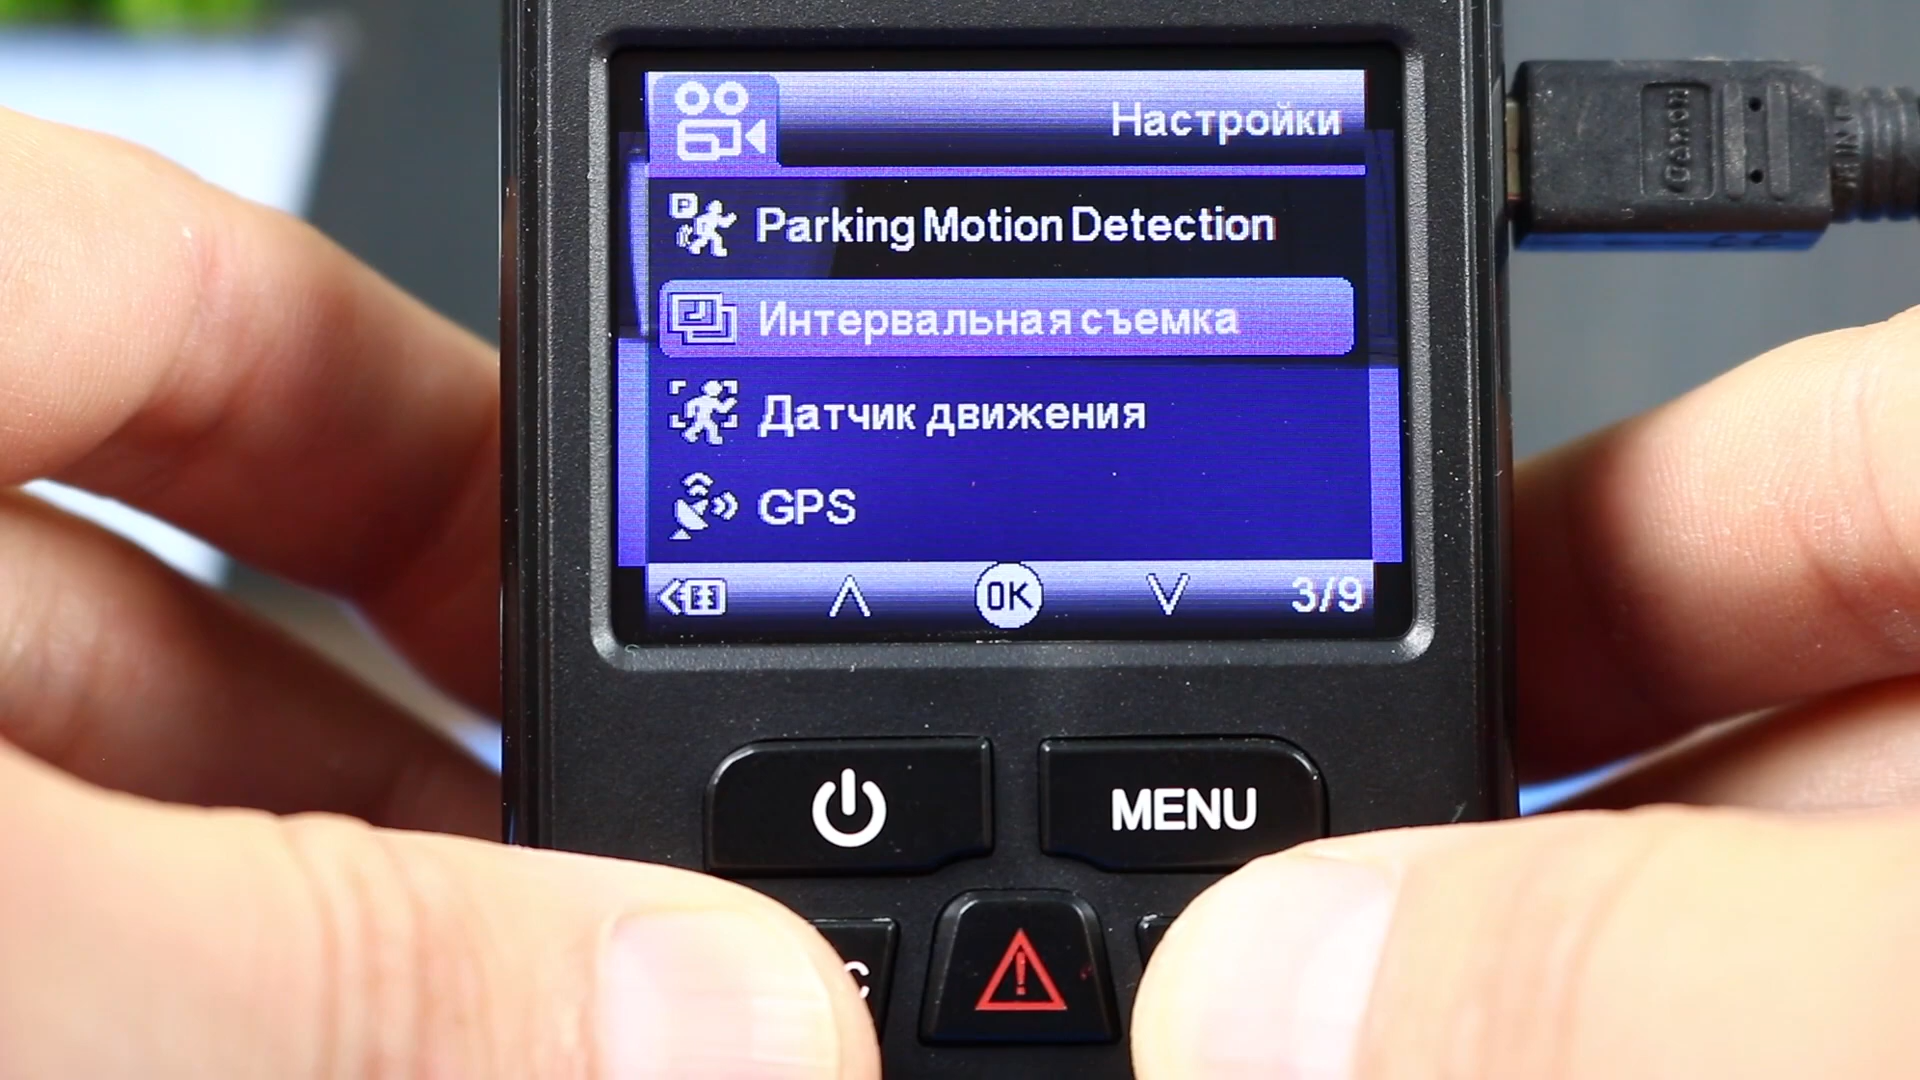 Настройки
P
Parking Motion Detection
Интервальная съемка
Датчик движения
GPS
OK
3/9
MENU
C